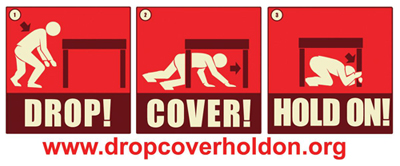 1 2 3
DROP! COVER! HOLD ON!
www.dropcoverholdon.org